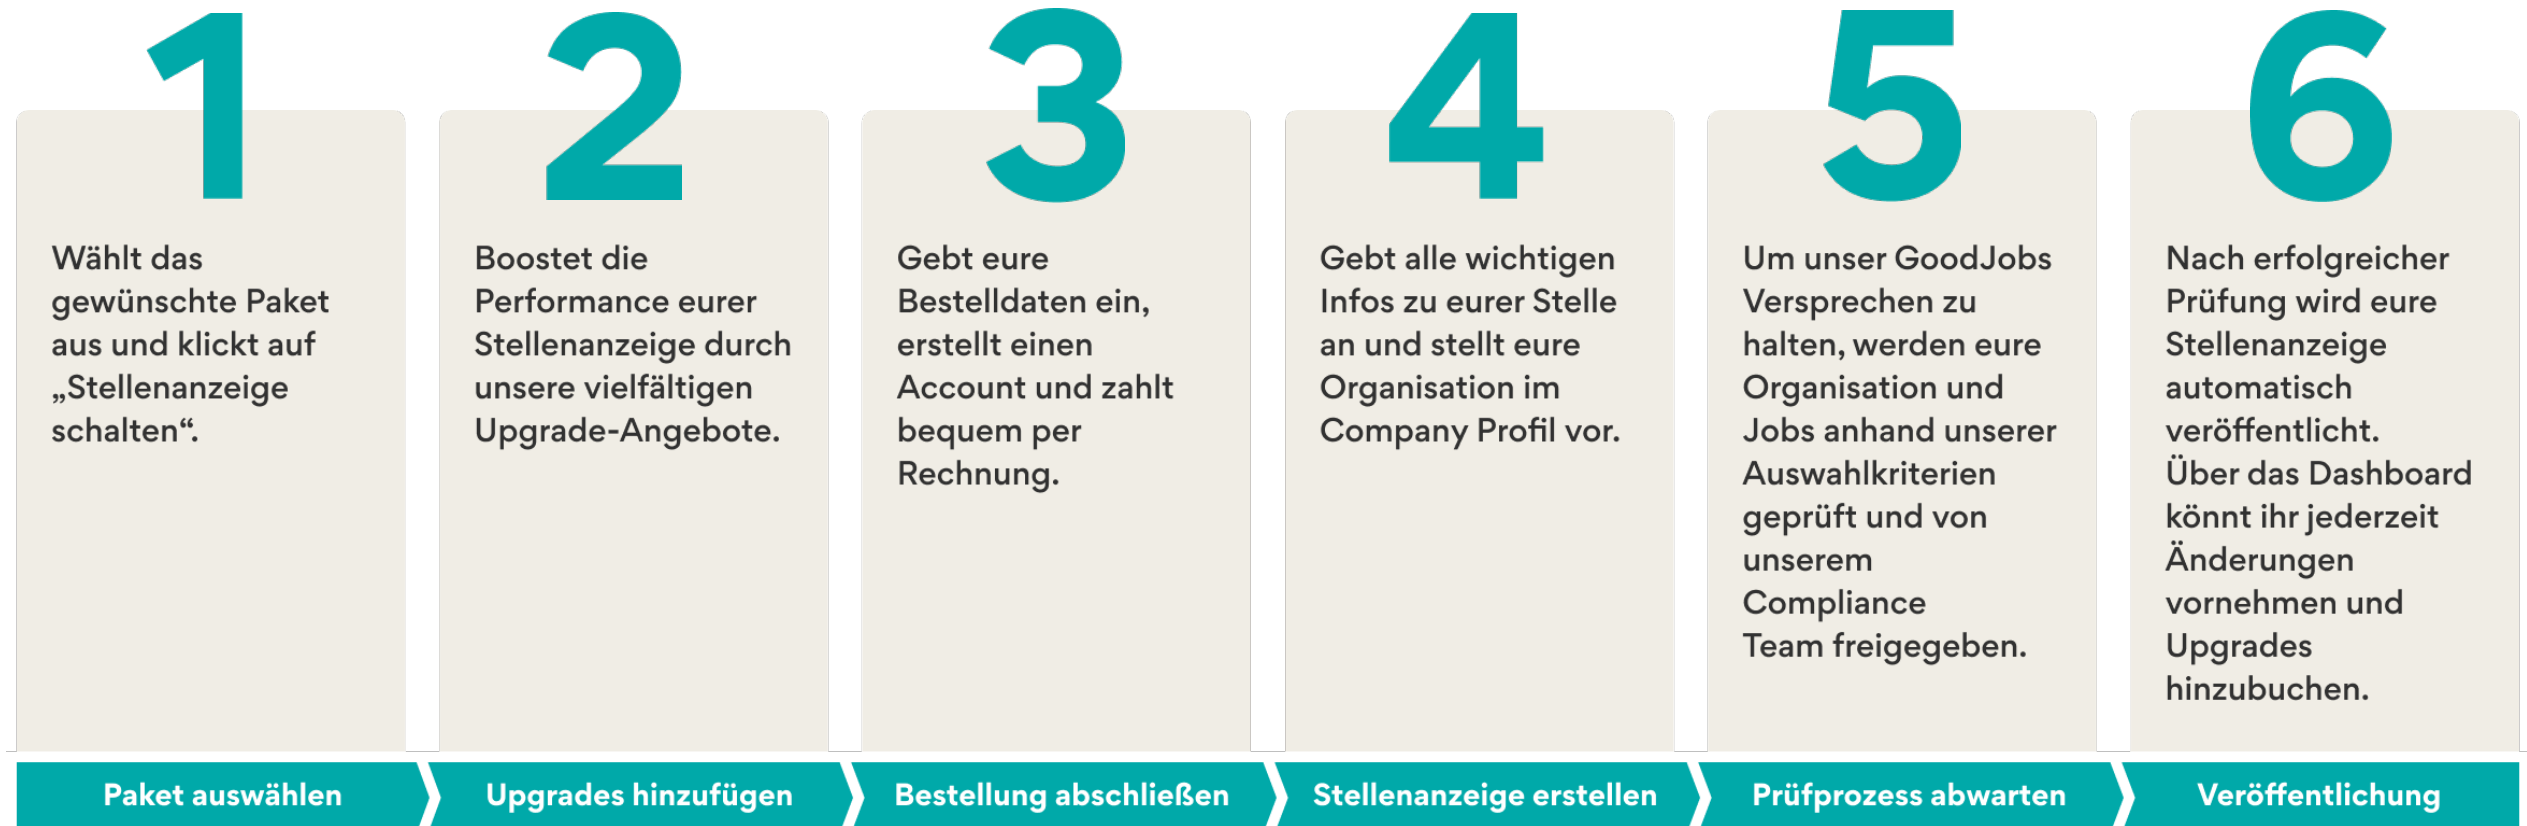 1
Wählt das
gewünschte Paket
aus und klickt auf
„Stellenanzeige
schalten“.
Paket auswählen
2
Boostet die
Performance eurer
Stellenanzeige durch
unsere vielfältigen
Upgrade-Angebote.
Upgrades hinzufügen
3
Gebt eure
Bestelldaten ein,
erstellt einen
Account und zahlt
bequem per
Rechnung.
Bestellung abschließen
4
Gebt alle wichtigen
Infos zu eurer Stelle
an und stellt eure
Organisation im
Company Profil vor.
Stellenanzeige erstellen
5
Um unser GoodJobs
Versprechen zu
halten, werden eure
Organisation und
Jobs anhand unserer
Auswahlkriterien
geprüft und von
unserem
Compliance
Team freigegeben.
Prüfprozess abwarten
6
Nach erfolgreicher
Prüfung wird eure
Stellenanzeige
automatisch
veröffentlicht.
Über das Dashboard
könnt ihr jederzeit
Änderungen
vornehmen und
Upgrades
hinzubuchen.
Veröffentlichung